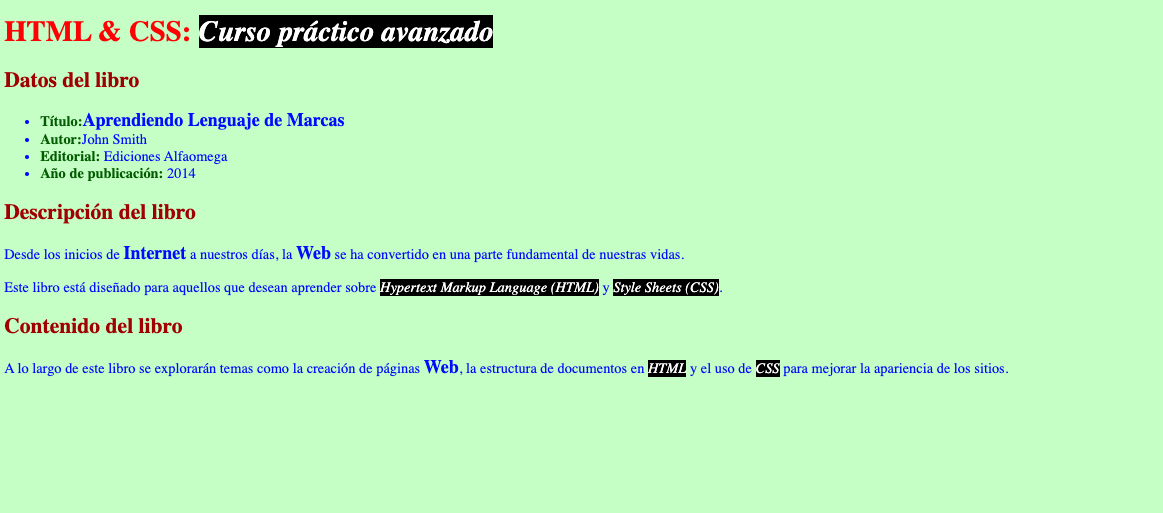 HTML & CSS: Curso práctico avanzado
Datos del libro
• Título:Aprendiendo Lenguaje de Marcas
• Autor:John Smith
• Editorial: Ediciones Alfaomega
• Año de publicación: 2014
Descripción del libro
Desde los inicios de Internet a nuestros días, la Web se ha convertido en una parte fundamental de nuestras vidas.
Este libro está diseñado para aquellos que desean aprender sobre Hypertext Markup Language (HTML) y Style Sheets (CSS).
Contenido del libro
A lo largo de este libro se explorarán temas como la creación de páginas Web, la estructura de documentos en HTML y el uso de CSS para mejorar la apariencia de los sitios.